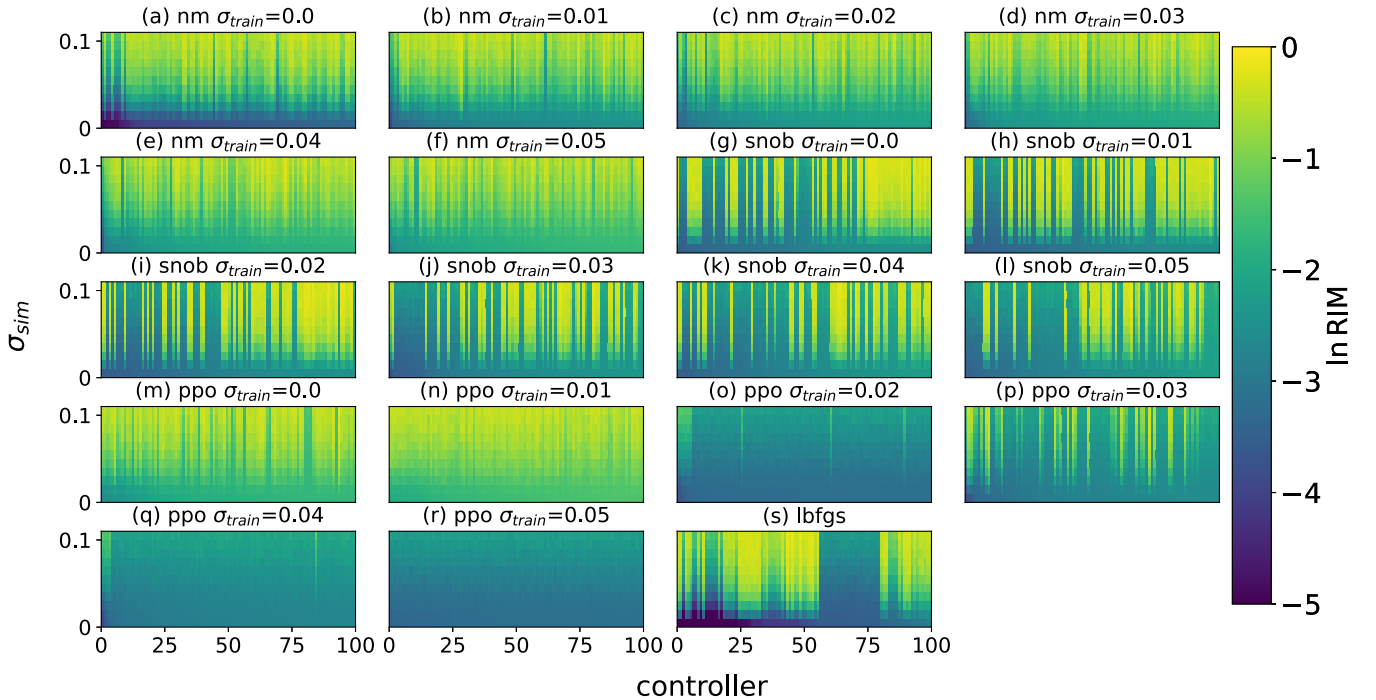 (a) nm σtrain=0.0
(b) nm σtrain=0.01
(c) nm σtrain=0.02
(d) nm σtrain=0.03
0.1
0
(e) nm σtrain=0.04
(f) nm σtrain=0.05
(g) snob σtrain=0.0
(h) snob σtrain=0.01
0.1
0
(i) snob σtrain=0.02
(j) snob σtrain=0.03
(k) snob σtrain=0.04
(l) snob σtrain=0.05
0.1
0
(m) ppo σtrain=0.0
(n) ppo σtrain=0.01
(o) ppo σtrain=0.02
(p) ppo σtrain=0.03
0.1
0
(q) ppo σtrain=0.04
(r) ppo σtrain=0.05
(s) lbfgs
0.1
0
0 25 50 75 100
0 25 50 75 100
0 25 50 75 100
σsim
controller
0
−1
−2
−3
−4
−5
ln RIM